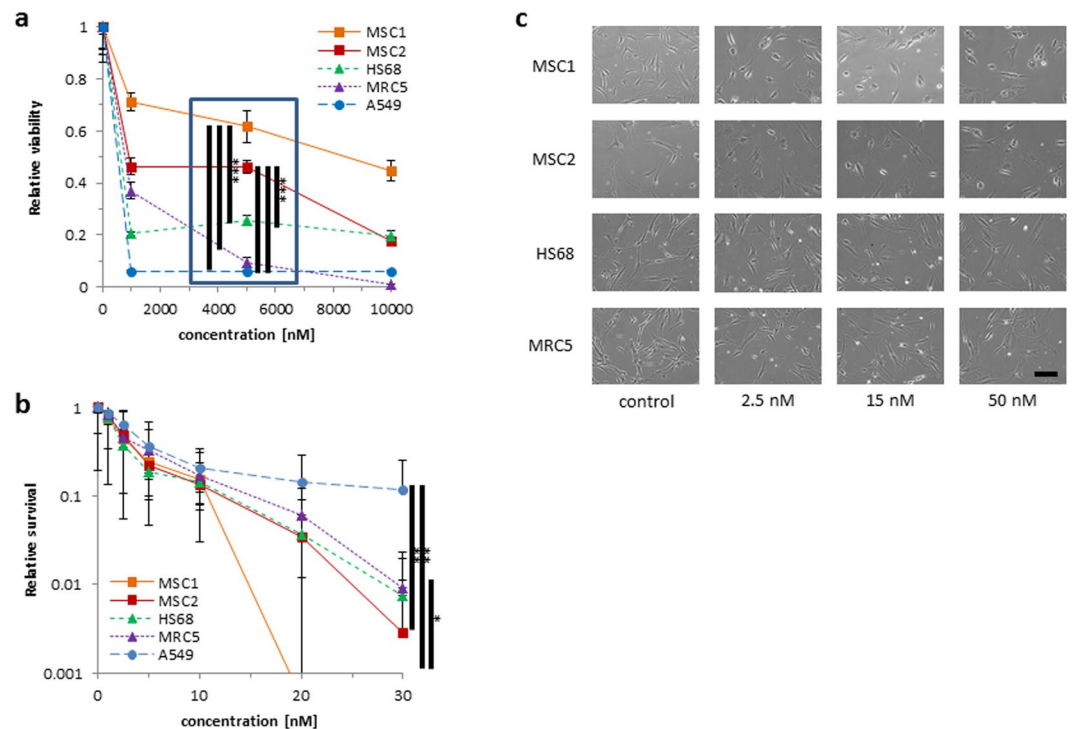 a
Relative viability
1
0.8
0.6
0.4
0.2
0
0 2000 4000 6000 8000 10000
concentration [nM]
MSC1
MSC2
HS68
MRC5
A549
***
***
b
Relative survival
1
0.1
0.01
0.001
0 10 20 30
concentration [nM]
MSC1
MSC2
HS68
MRC5
A549
**
**
*
c
MSC1
MSC2
HS68
MRC5
control 2.5 nM 15 nM 50 nM